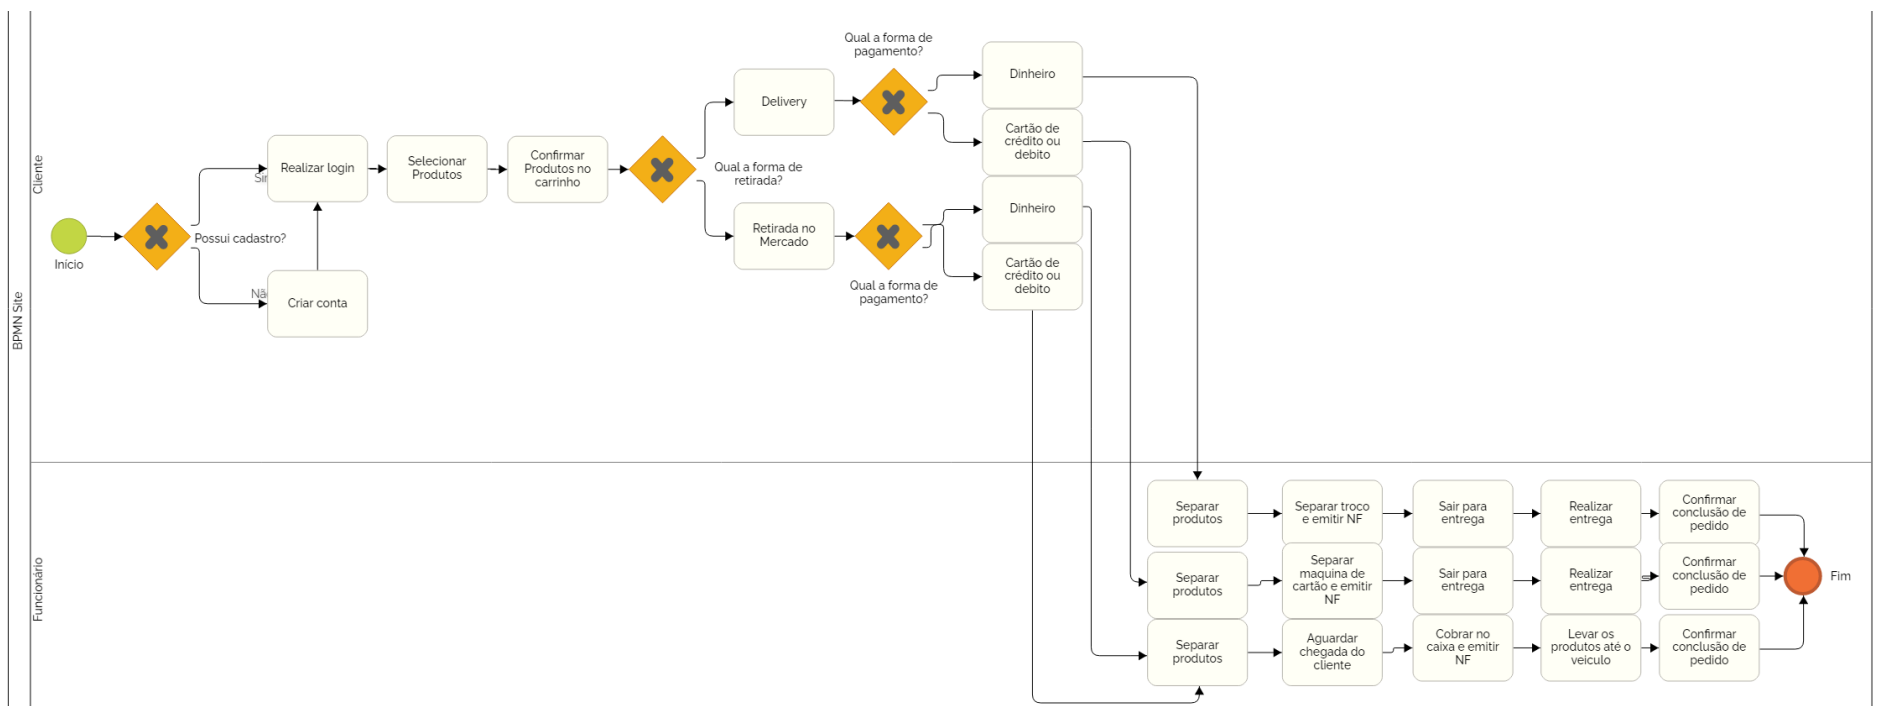 BPMN Site
Cliente
Início
Possui cadastro?
Realizar login
Criar conta
Selecionar
Produtos
Confirmar
Produtos no
carrinho
Qual a forma de
retirada?
Delivery
Retirada no
Mercado
Qual a forma de
pagamento?
Qual a forma de
pagamento?
Dinheiro
Cartão de
crédito ou
debito
Dinheiro
Cartão de
crédito ou
debito
Funcionário
Separar
produtos
Separar troco
e emitir NF
Sair para
entrega
Realizar
entrega
Confirmar
conclusão de
pedido
Separar
produtos
Separar
maquina de
cartão e emitir
NF
Sair para
entrega
Realizar
entrega
Confirmar
conclusão de
pedido
Fim
Separar
produtos
Aguardar
chegada do
cliente
Cobrar no
caixa e emitir
NF
Levar os
produtos até o
veiculo
Confirmar
conclusão de
pedido